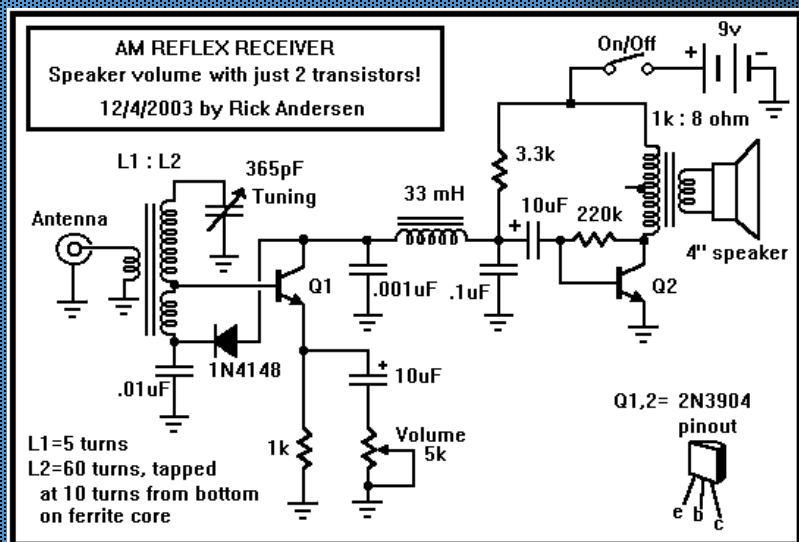 AM REFLEX RECEIVER
Speaker volume with just 2 transistors!
12/4/2003 by Rick Andersen
On/Off
+
9v
-
1k : 8 ohm
L1 : L2
365pF
Tuning
3.3k
33 mH
+
10uF
220k
Antenna
4" speaker
Q1
.001uF
.1uF
Q2
1N4148
+
10uF
.01uF
Q1,2= 2N3904
pinout
Volume
5k
1k
L1=5 turns
L2=60 turns, tapped
at 10 turns from bottom
on ferrite core
e
b
c